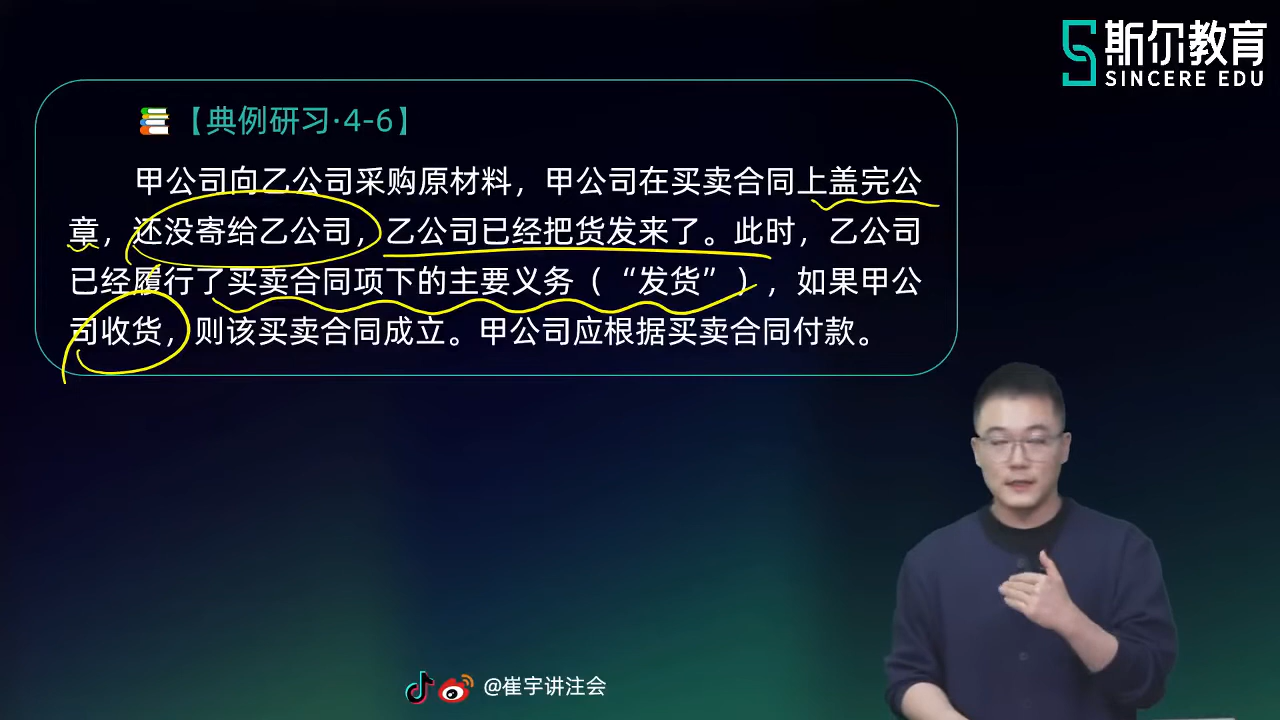 斯尔教育
SINCERE EDU
【典例研习·4-6】
甲公司向乙公司采购原材料，甲公司在买卖合同上盖完公
章，还没寄给乙公司，乙公司已经把货发来了。此时，乙公司
已经履行了买卖合同项下的主要义务（“发货”），如果甲公
司收货，则该买卖合同成立。甲公司应根据买卖合同付款。
@崔宇讲注会